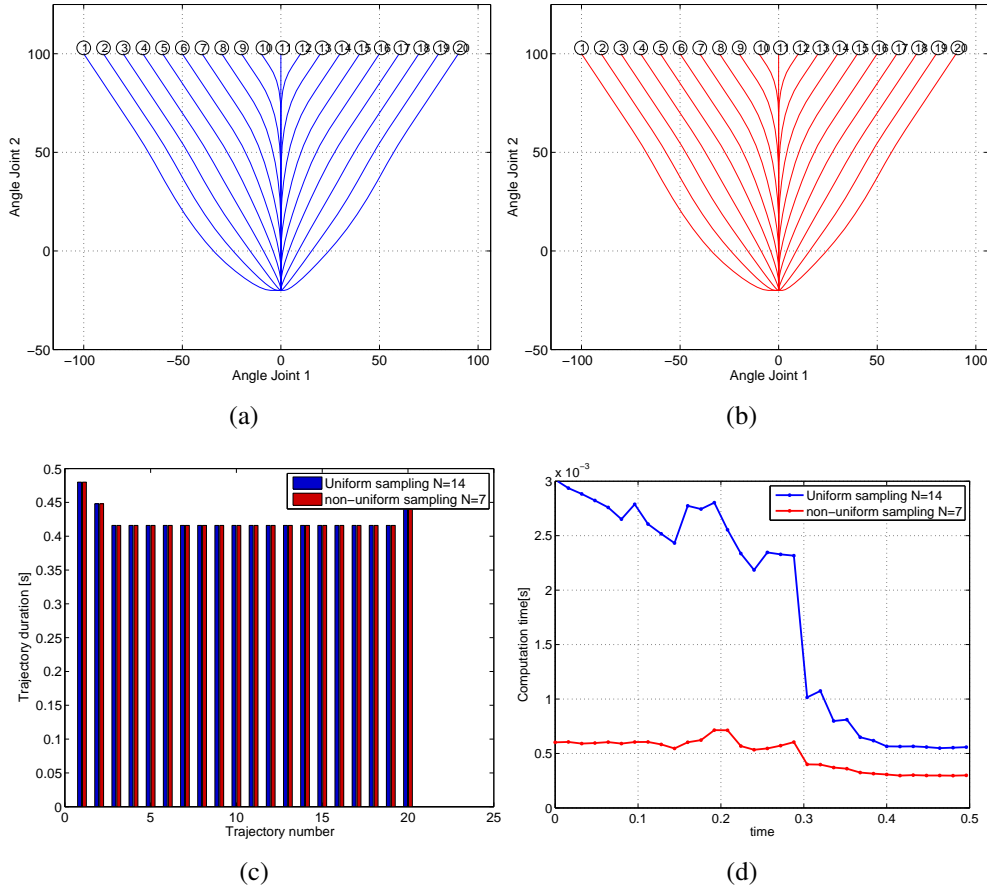 1 2 3 4 5 6 7 8 9 10 11 12 13 14 15 16 17 18 19 20
100
50
0
−50
−100 −50 0 50 100
Angle Joint 1
Angle Joint 2
(a)
1 2 3 4 5 6 7 8 9 10 11 12 13 14 15 16 17 18 19 20
100
50
0
−50
−100 −50 0 50 100
Angle Joint 1
Angle Joint 2
(b)
0.5
0.45
0.4
0.35
0.3
0.25
0.2
0.15
0.1
0.05
0
0 5 10 15 20 25
Trajectory number
Trajectory duration [s]
Uniform sampling N=14
non−uniform sampling N=7
(c)
x 10⁻³
3
2.5
2
1.5
1
0.5
0
0 0.1 0.2 0.3 0.4 0.5
time
Computation time[s]
Uniform sampling N=14
non−uniform sampling N=7
(d)